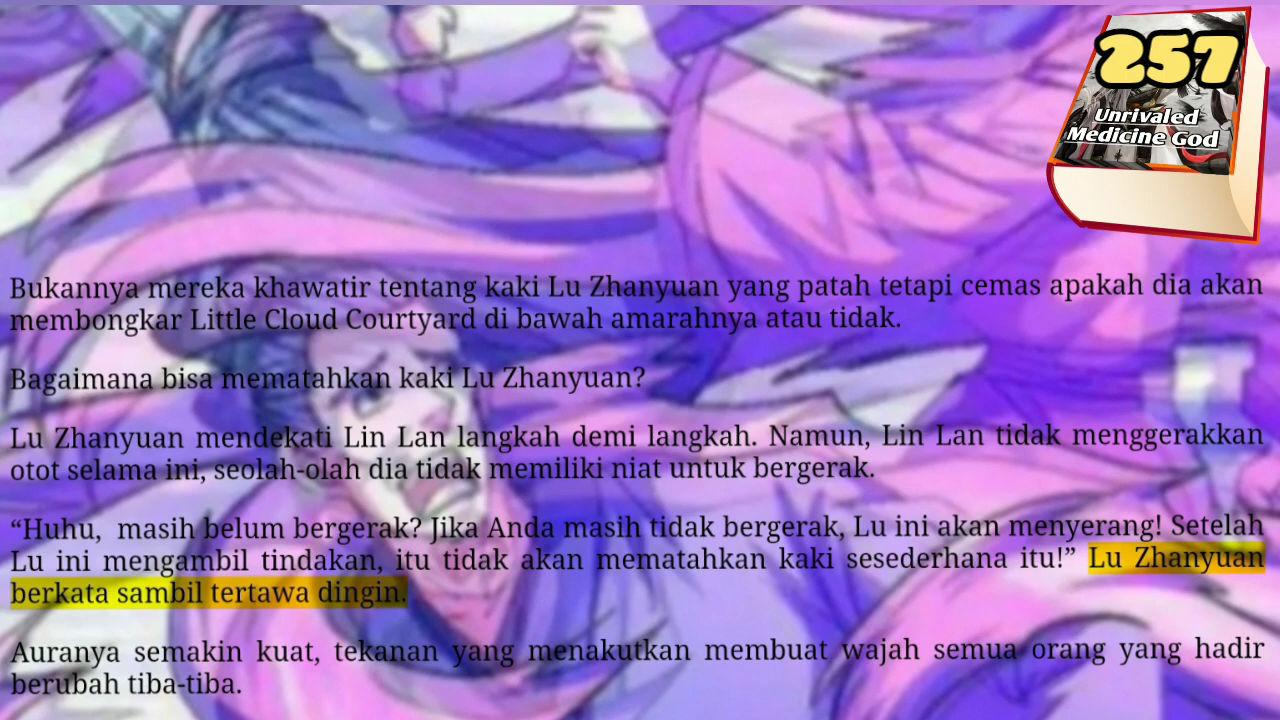 257
Unrivaled
Medicine God
Bukannya mereka khawatir tentang kaki Lu Zhanyuan yang patah tetapi cemas apakah dia akan
membongkar Little Cloud Courtyard di bawah amarahnya atau tidak.
Bagaimana bisa mematahkan kaki Lu Zhanyuan?
Lu Zhanyuan mendekati Lin Lan langkah demi langkah. Namun, Lin Lan tidak menggerakkan
otot selama ini, seolah-olah dia tidak memiliki niat untuk bergerak.
“Huhu,  masih belum bergerak? Jika Anda masih tidak bergerak, Lu ini akan menyerang! Setelah
Lu ini mengambil tindakan, itu tidak akan mematahkan kaki sesederhana itu!” Lu Zhanyuan
berkata sambil tertawa dingin.
Auranya semakin kuat, tekanan yang menakutkan membuat wajah semua orang yang hadir
berubah tiba-tiba.